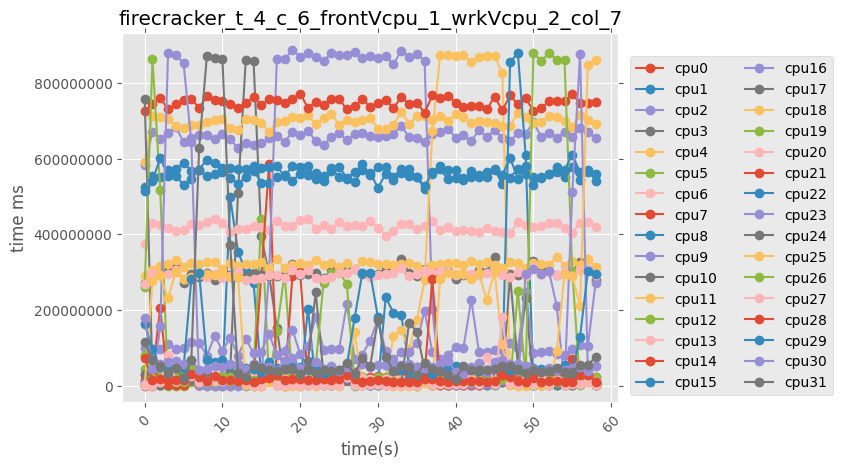 firecracker_t_4_c_6_frontVcpu_1_wrkVcpu_2_col_7
time ms
800000000
600000000
400000000
200000000
0
0
10
20
30
40
50
60
time(s)
cpu0
cpu1
cpu2
cpu3
cpu4
cpu5
cpu6
cpu7
cpu8
cpu9
cpu10
cpu11
cpu12
cpu13
cpu14
cpu15
cpu16
cpu17
cpu18
cpu19
cpu20
cpu21
cpu22
cpu23
cpu24
cpu25
cpu26
cpu27
cpu28
cpu29
cpu30
cpu31